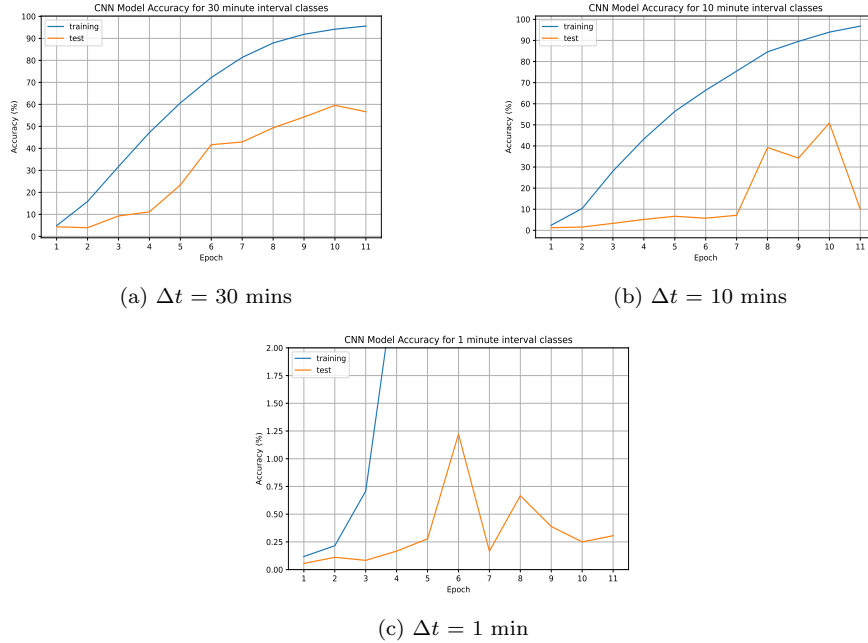 CNN Model Accuracy for 30 minute interval classes
training
test
100
90
80
70
60
50
40
30
20
10
0
Accuracy (%)
1 2 3 4 5 6 7 8 9 10 11
Epoch
(a) Δt = 30 mins
CNN Model Accuracy for 10 minute interval classes
training
test
100
90
80
70
60
50
40
30
20
10
0
Accuracy (%)
1 2 3 4 5 6 7 8 9 10 11
Epoch
(b) Δt = 10 mins
CNN Model Accuracy for 1 minute interval classes
training
test
2.00
1.75
1.50
1.25
1.00
0.75
0.50
0.25
0.00
Accuracy (%)
1 2 3 4 5 6 7 8 9 10 11
Epoch
(c) Δt = 1 min